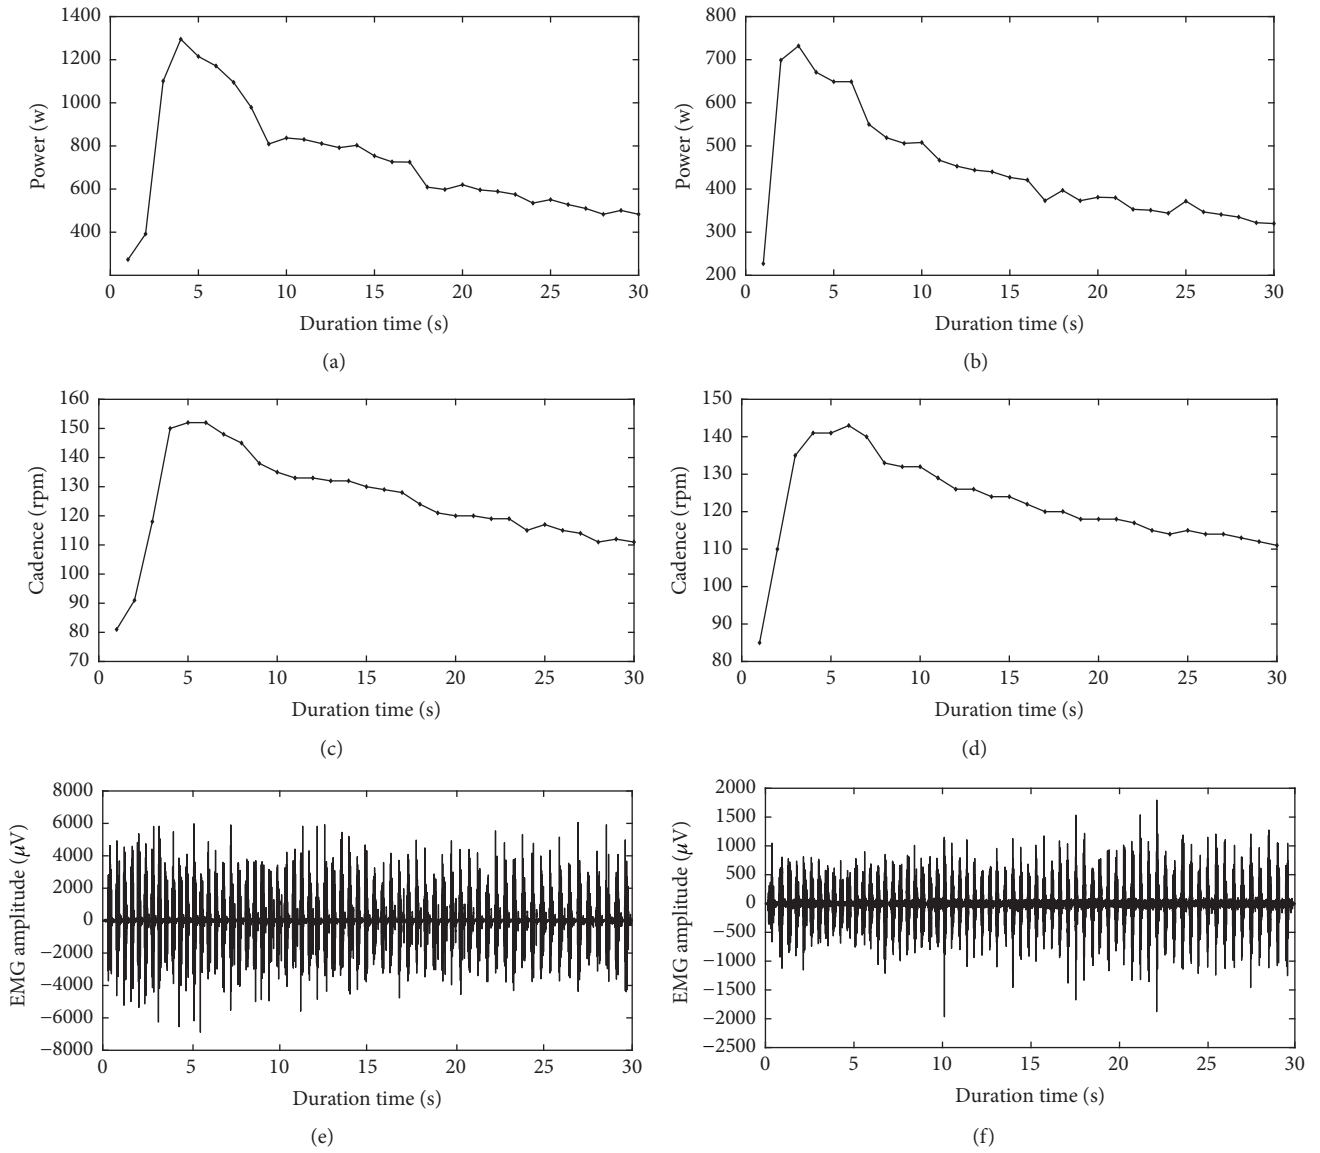 1400
1200
1000
800
600
400
Power (w)
0 5 10 15 20 25 30
Duration time (s)
(a)
800
700
600
500
400
300
200
Power (w)
0 5 10 15 20 25 30
Duration time (s)
(b)
160
150
140
130
120
110
100
90
80
70
Cadence (rpm)
0 5 10 15 20 25 30
Duration time (s)
(c)
150
140
130
120
110
100
90
80
Cadence (rpm)
0 5 10 15 20 25 30
Duration time (s)
(d)
8000
6000
4000
2000
0
−2000
−4000
−6000
−8000
EMG amplitude (μV)
0 5 10 15 20 25 30
Duration time (s)
(e)
2000
1500
1000
500
0
−500
−1000
−1500
−2000
−2500
EMG amplitude (μV)
0 5 10 15 20 25 30
Duration time (s)
(f)